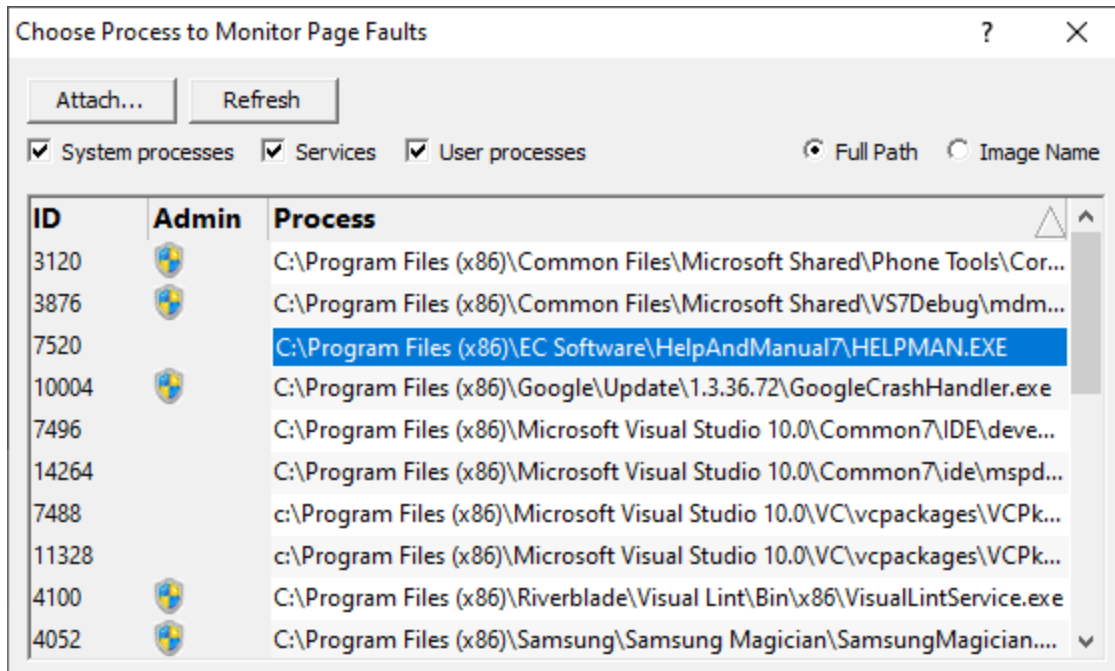 Choose Process to Monitor Page Faults ?
Attach... Refresh
System processes Services User processes Full Path Image Name
ID Admin Process
3120 C:\Program Files (x86)\Common Files\Microsoft Shared\Phone Tools\Cor...
3876 C:\Program Files (x86)\Common Files\Microsoft Shared\VS7Debug\mdm...
7520 C:\Program Files (x86)\EC Software\HelpAndManual7\HELPMAN.EXE
10004 C:\Program Files (x86)\Google\Update\1.3.36.72\GoogleCrashHandler.exe
7496 C:\Program Files (x86)\Microsoft Visual Studio 10.0\Common7\IDE\deve...
14264 C:\Program Files (x86)\Microsoft Visual Studio 10.0\Common7\ide\mspd...
7488 c:\Program Files (x86)\Microsoft Visual Studio 10.0\VC\vcpackages\VCPk...
11328 c:\Program Files (x86)\Microsoft Visual Studio 10.0\VC\vcpackages\VCPk...
4100 C:\Program Files (x86)\Riverblade\Visual Lint\Bin\x86\VisualLintService.exe
4052 C:\Program Files (x86)\Samsung\Samsung Magician\SamsungMagician....